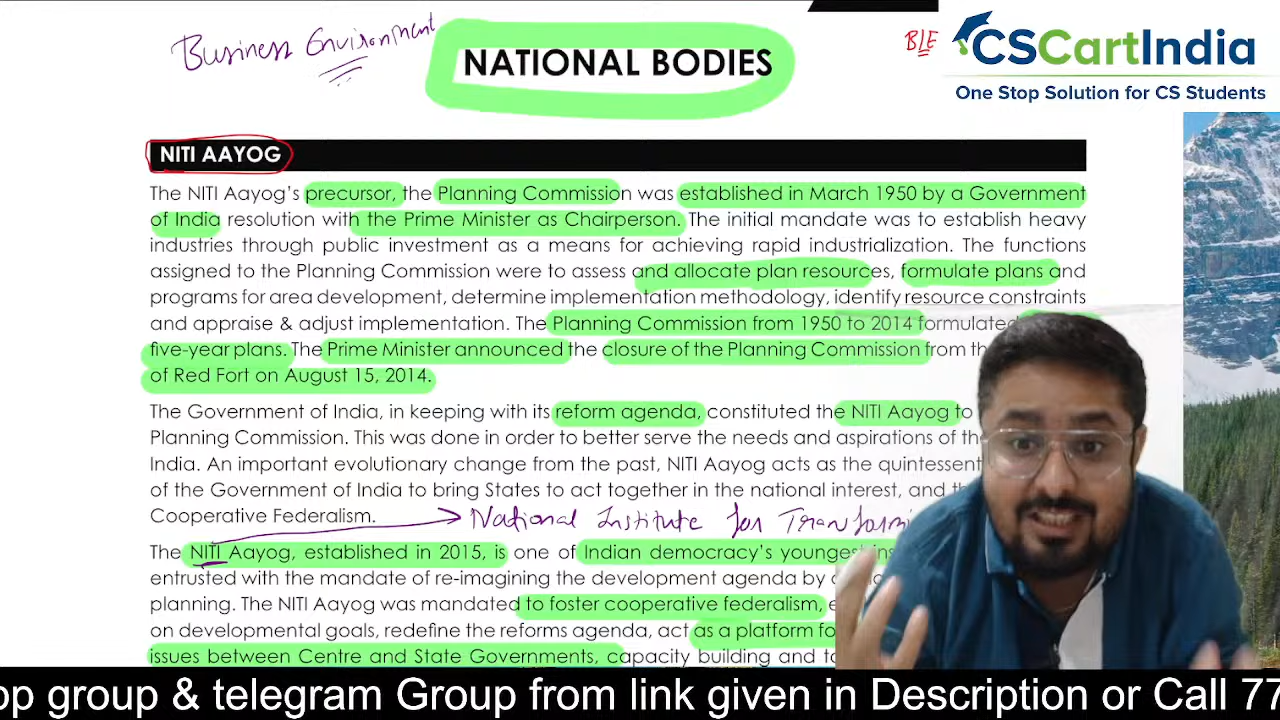 Business Environment
NATIONAL BODIES
BLE
CSCartIndia
One Stop Solution for CS Students
NITI AAYOG
The NITI Aayog's precursor, the Planning Commission was established in March 1950 by a Government
of India resolution with the Prime Minister as Chairperson. The initial mandate was to establish heavy
industries through public investment as a means for achieving rapid industrialization. The functions
assigned to the Planning Commission were to assess and allocate plan resources, formulate plans and
programs for area development, determine implementation methodology, identify resource constraints
and appraise & adjust implementation. The Planning Commission from 1950 to 2014 formulated
five-year plans. The Prime Minister announced the closure of the Planning Commission from
of Red Fort on August 15, 2014.
The Government of India, in keeping with its reform agenda, constituted the NITI Aayog to
Planning Commission. This was done in order to better serve the needs and aspirations of
India. An important evolutionary change from the past, NITI Aayog acts as the
of the Government of India to bring States to act together in the national interest, and
Cooperative Federalism.
National Institute for
The NITI Aayog, established in 2015, is one of Indian democracy's youngest
entrusted with the mandate of re-imagining the development agenda by
planning. The NITI Aayog was mandated to foster cooperative federalism,
on developmental goals, redefine the reforms agenda, act as a platform
issues between Centre and State Governments, capacity building and
group & telegram Group from link given in Description or Call 77